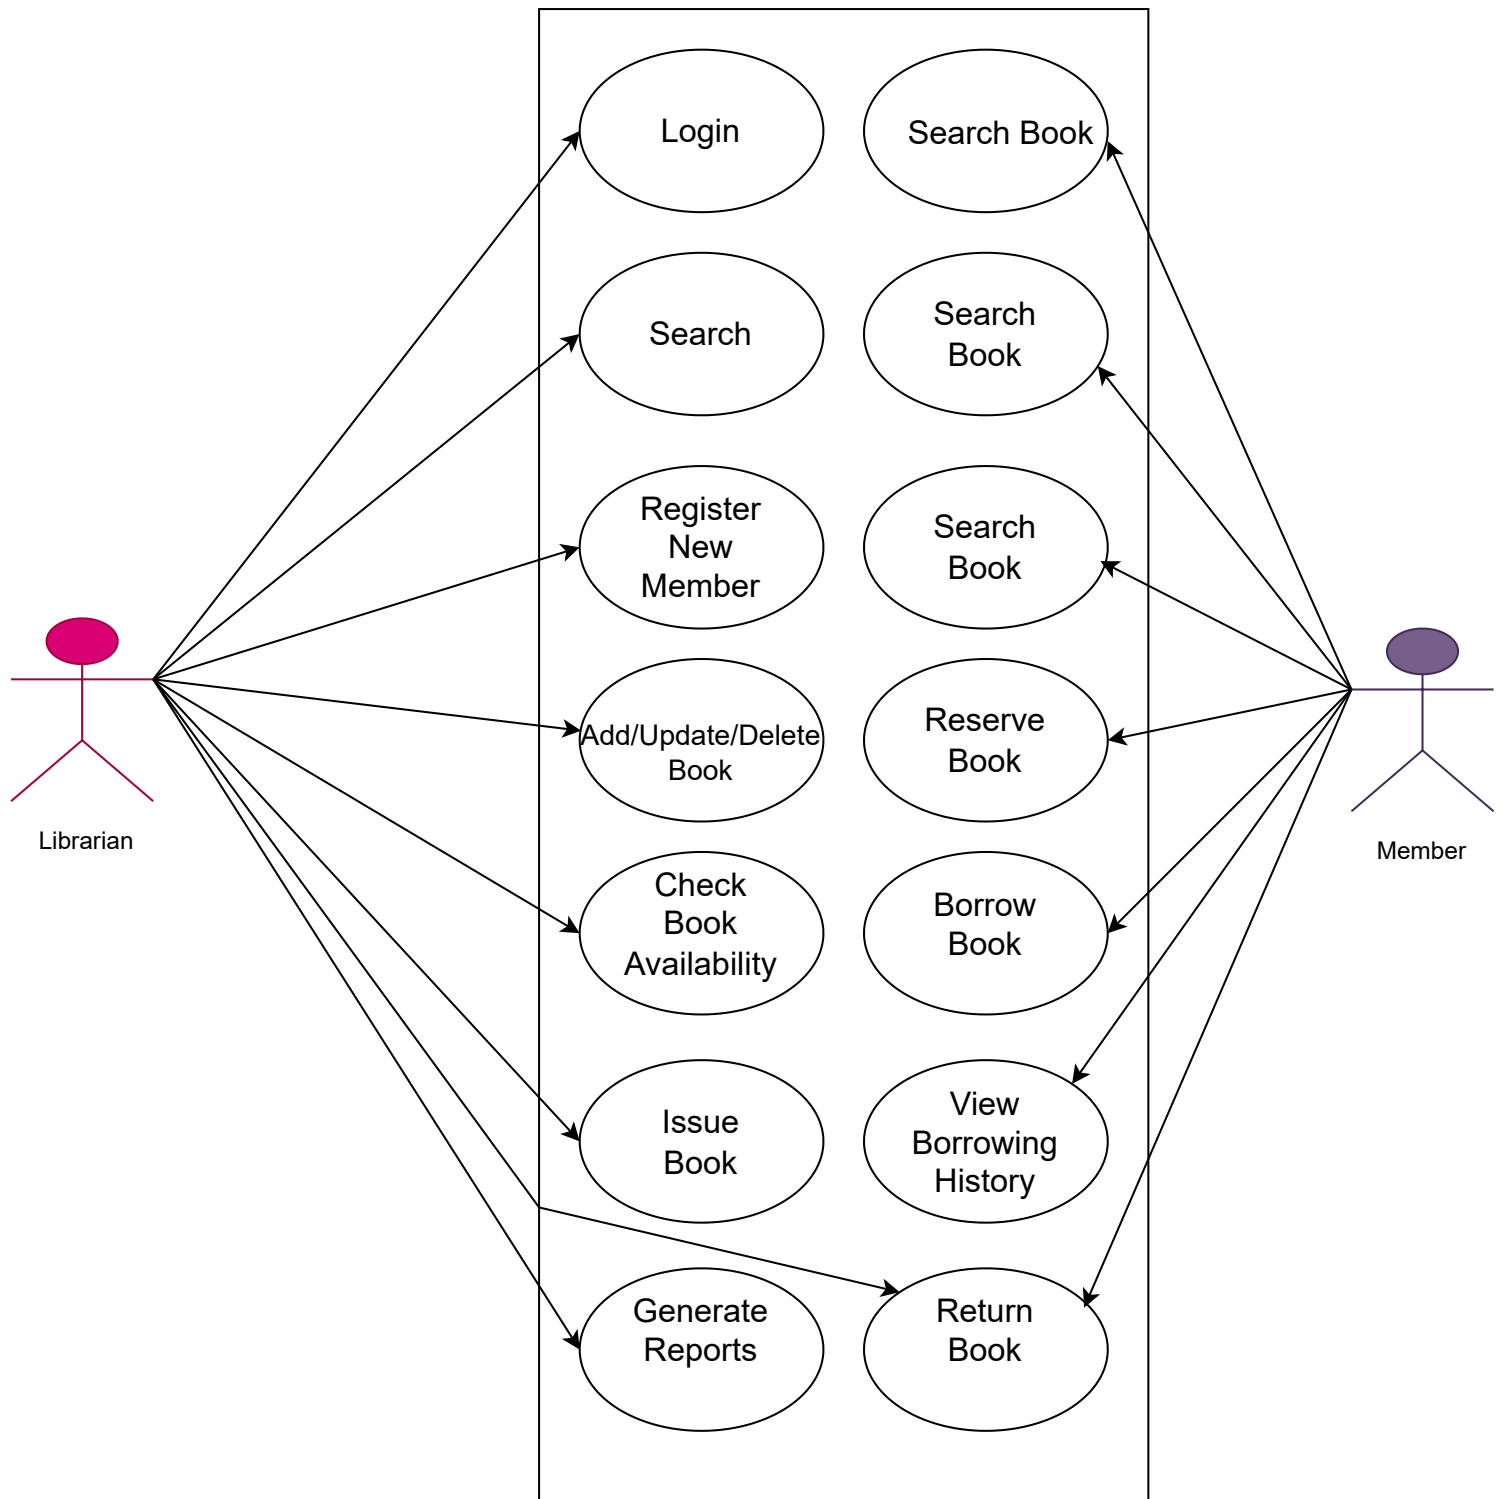 Login
Search Book
Search
Search
Book
Register
New
Member
Search
Book
Add/Update/Delete
Book
Reserve
Book
Librarian
Member
Check
Book
Availability
Borrow
Book
Issue
Book
View
Borrowing
History
Generate
Reports
Return
Book